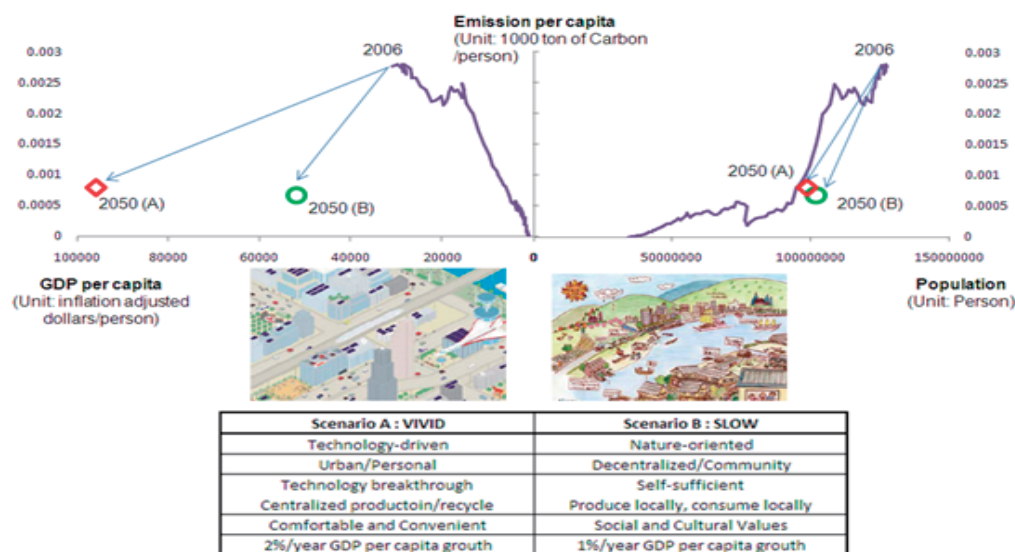 Emission per capita
(Unit: 1000 ton of Carbon
/person)
2006
2006
0.003
0.0025
0.002
0.0015
0.001
0.0005
0
0.003
0.0025
0.002
0.0015
0.001
0.0005
0
2050 (A)
2050 (B)
2050 (A)
2050 (B)
100000
80000
60000
40000
20000
0
0
50000000
100000000
150000000
GDP per capita
(Unit: inflation adjusted
dollars/person)
Population
(Unit: Person)
Scenario A : VIVID
Scenario B : SLOW
Technology-driven
Nature-oriented
Urban/Personal
Decentralized/Community
Technology breakthrough
Self-sufficient
Centralized productoin/recycle
Produce locally, consume locally
Comfortable and Convenient
Social and Cultural Values
2%/year GDP per capita grouth
1%/year GDP per capita grouth